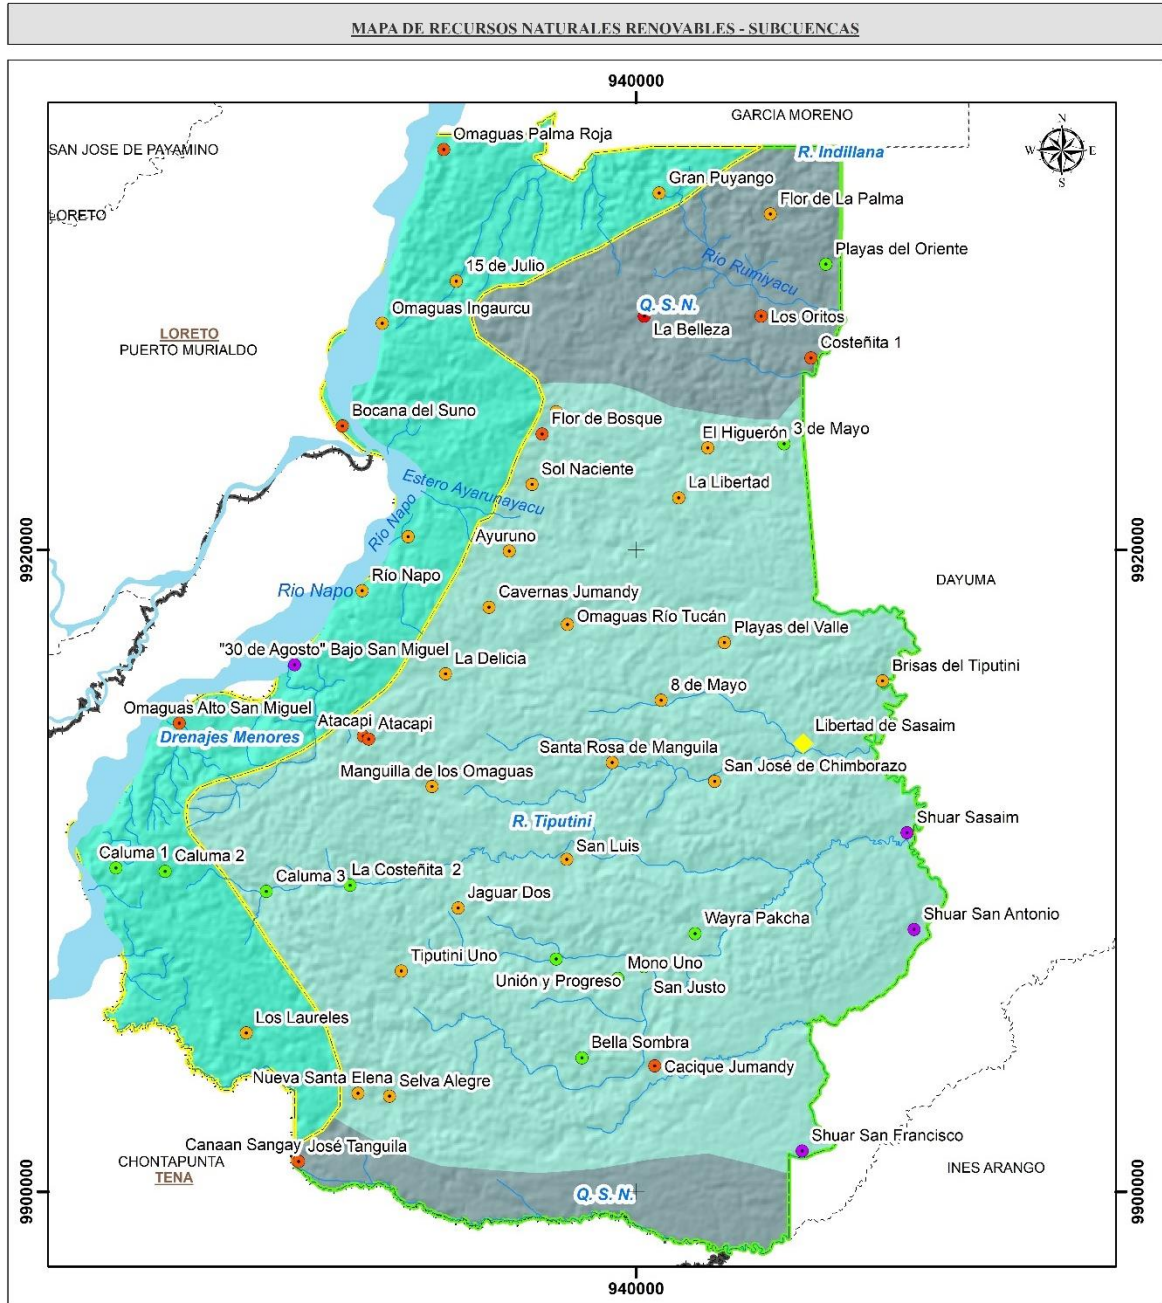 MAPA DE RECURSOS NATURALES RENOVABLES - SUBCUENCAS
940000
GARCIA MORENO
N
W E
S
Omaguas Palma Roja
SAN JOSE DE PAYAMINO
R. Indillana
Gran Puyango
Flor de La Palma
LORETO
Playas del Oriente
15 de Julio
Rio Rumiyacu
Omaguas Ingaurcu
Q. S. N.
Los Oritos
La Belleza
LORETO
PUERTO MURIALDO
Costeñita 1
Bocana del Suno
Flor de Bosque
El Higuerón
3 de Mayo
Sol Naciente
Estero Ayarunayacu
La Libertad
Río Napo
Ayuruno
9920000
9920000
Río Napo
Rio Napo
DAYUMA
Cavernas Jumandy
Omaguas Río Tucán
Playas del Valle
"30 de Agosto" Bajo San Miguel
La Delicia
Brisas del Tiputini
8 de Mayo
Omaguas Alto San Miguel
Drenajes Menores
Atacapi
Atacapi
Libertad de Sasaim
Santa Rosa de Manguila
Manguilla de los Omaguas
San José de Chimborazo
R. Tiputini
Shuar Sasaim
Caluma 1
Caluma 2
San Luis
Caluma 3
La Costeñita 2
Jaguar Dos
Wayra Pakcha
Shuar San Antonio
Tiputini Uno
Mono Uno
Unión y Progreso
San Justo
Los Laureles
Bella Sombra
Cacique Jumandy
Nueva Santa Elena
Selva Alegre
Shuar San Francisco
Canaan Sangay
José Tanguila
CHONTAPUNTA
TENA
INES ARANGO
Q. S. N.
9900000
9900000
940000